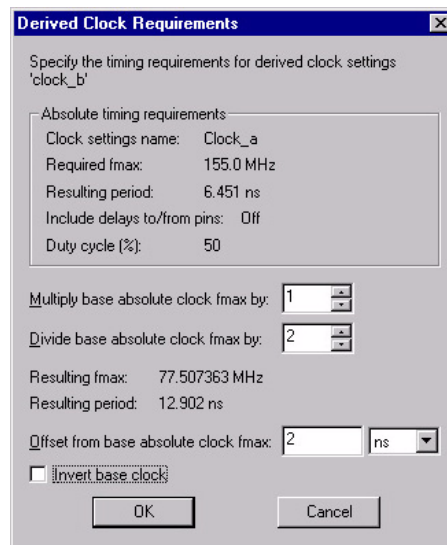 Derived Clock Requirements
Specify the timing requirements for derived clock settings
'clock_b'
Absolute timing requirements
Clock settings name: Clock_a
Required fmax: 155.0 MHz
Resulting period: 6.451 ns
Include delays to/from pins: Off
Duty cycle (%): 50
Multiply base absolute clock fmax by: 1
Divide base absolute clock fmax by: 2
Resulting fmax: 77.507363 MHz
Resulting period: 12.902 ns
Offset from base absolute clock fmax: 2 ns
Invert base clock
OK Cancel